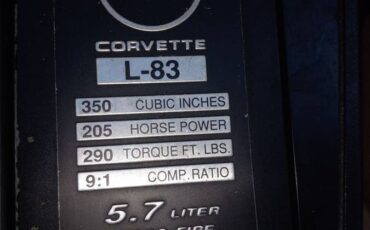 CORVETTE
L-83
350 CUBIC INCHES
205 HORSE POWER
290 TORQUE FT. LBS.
9:1 COMP. RATIO
5.7 LITER
FIRE